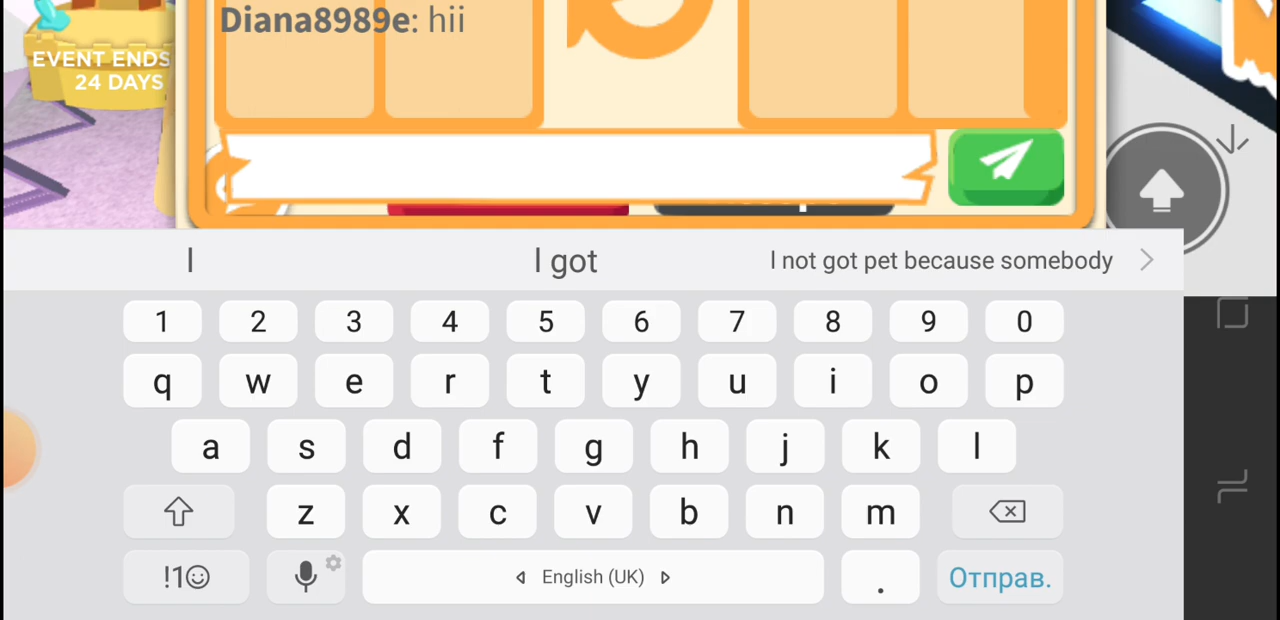 Diana8989e: hii
EVENT ENDS
24 DAYS
I
I got
I not got pet because somebody
1 2 3 4 5 6 7 8 9 0
q w e r t y u i o p
a s d f g h j k l
z x c v b n m
!1☺
English (UK)
.
Отправ.